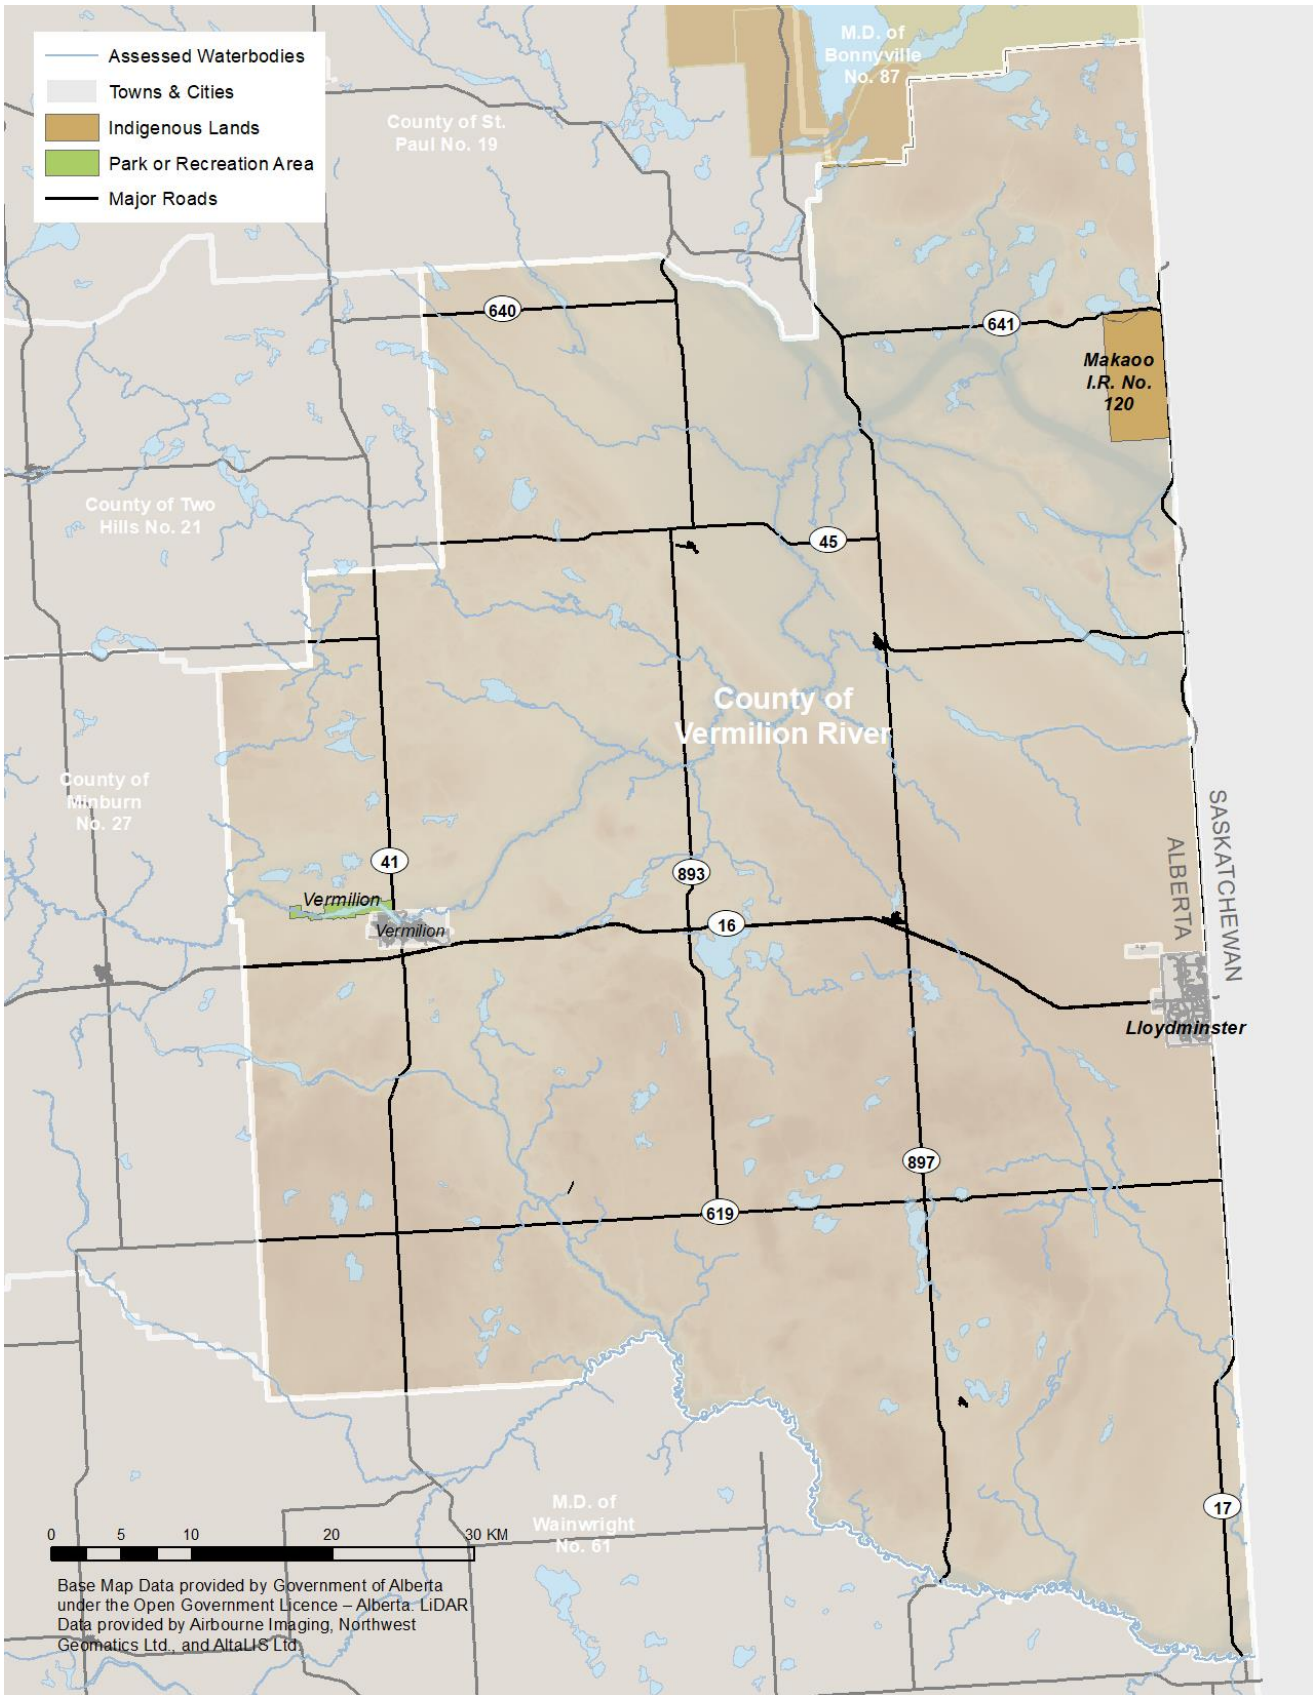 Assessed Waterbodies
Towns & Cities
Indigenous Lands
Park or Recreation Area
Major Roads
M.D. of
Bonnyville
No. 87
County of St.
Paul No. 19
640
641
Makaoo
I.R. No.
120
County of Two
Hills No. 21
45
County of
Vermilion River
County of
Minburn
No. 27
SASKATCHEWAN
ALBERTA
41
893
Vermilion
Vermilion
16
Lloydminster
897
619
17
M.D. of
Wainwright
No. 61
0 5 10 20 30 KM
Base Map Data provided by Government of Alberta
under the Open Government Licence – Alberta. LiDAR
Data provided by Airbourne Imaging, Northwest
Geomatics Ltd., and AltaLIS Ltd.